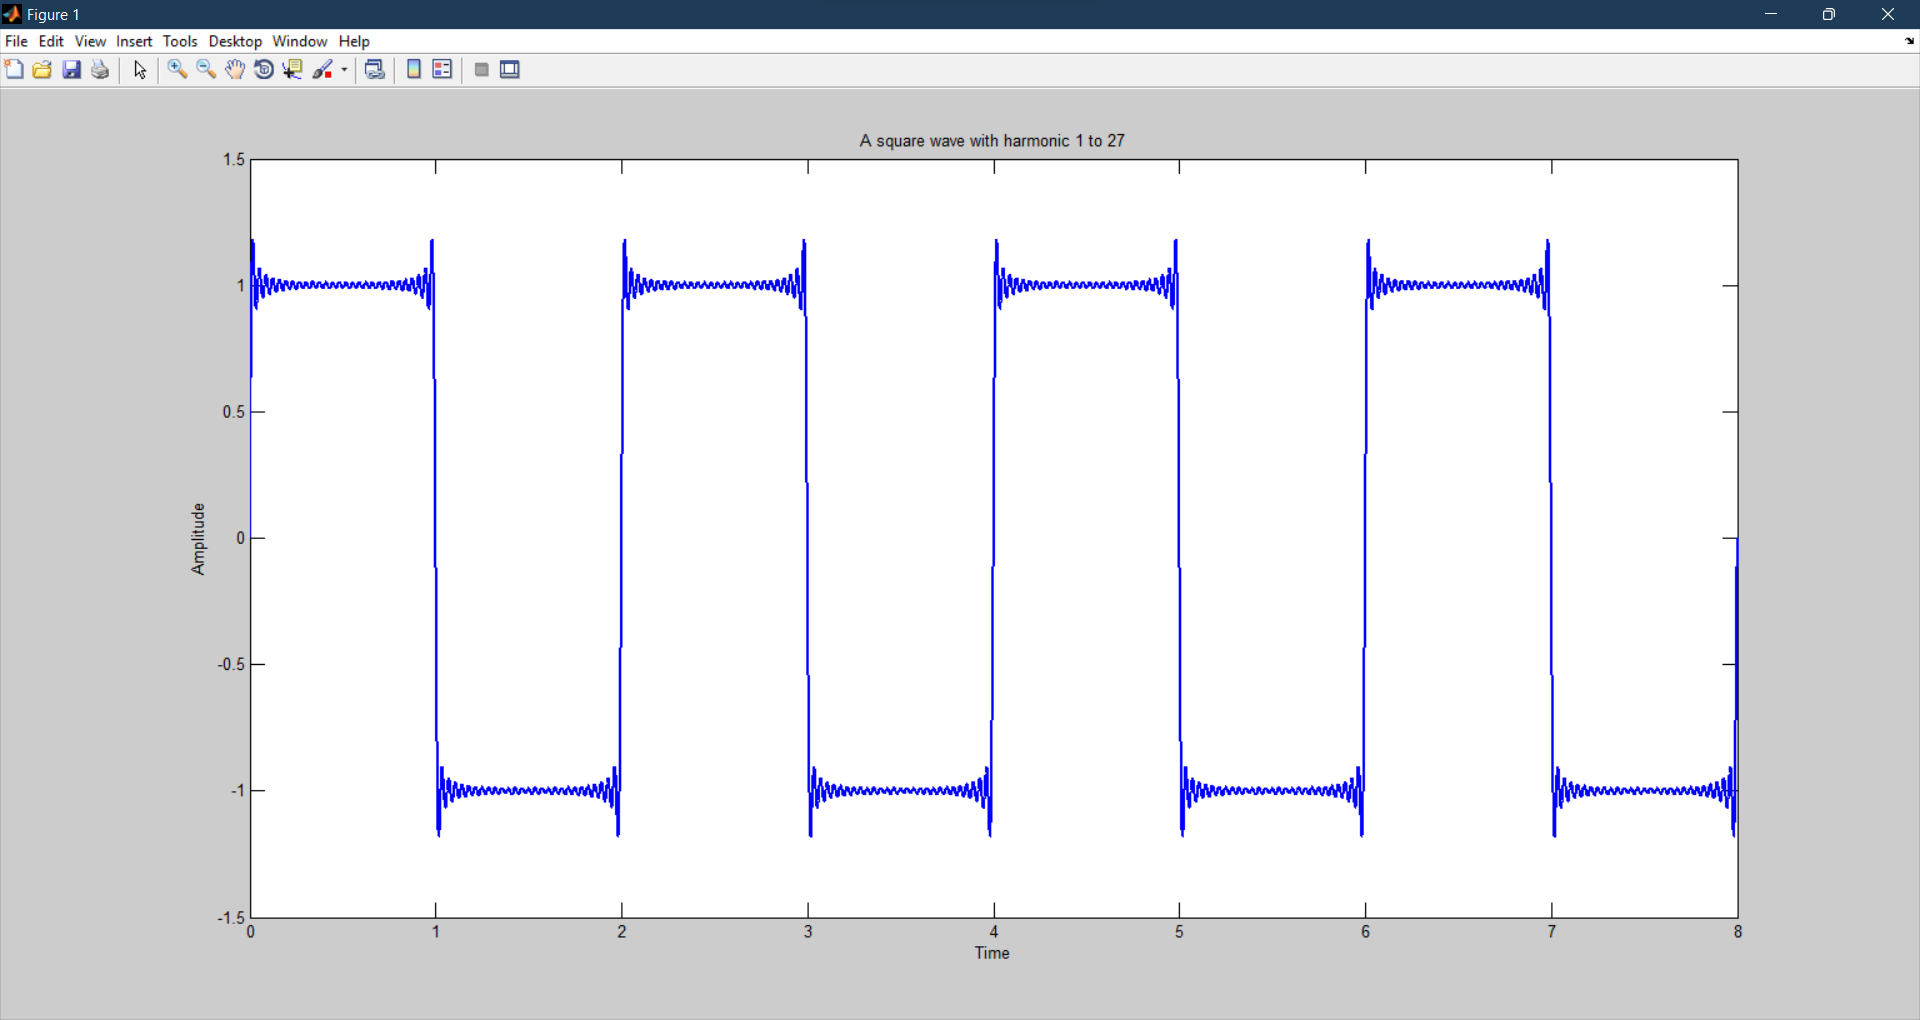 Figure 1
File Edit View Insert Tools Desktop Window Help
A square wave with harmonic 1 to 27
1.5
1
0.5
Amplitude
0
-0.5
-1
-1.5
0 1 2 3 4 5 6 7 8
Time